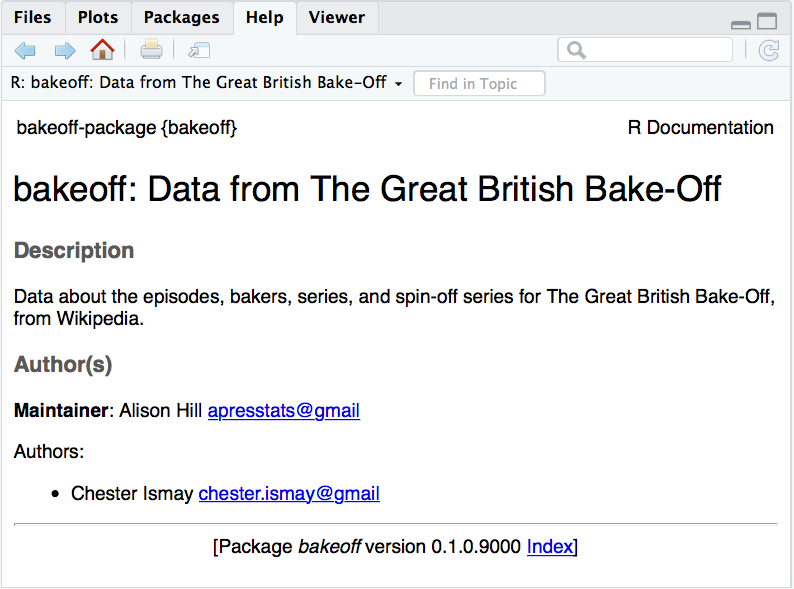 Files Plots Packages Help Viewer
R: bakeoff: Data from The Great British Bake-Off Find in Topic
bakeoff-package {bakeoff} R Documentation
bakeoff: Data from The Great British Bake-Off
Description
Data about the episodes, bakers, series, and spin-off series for The Great British Bake-Off,
from Wikipedia.
Author(s)
Maintainer: Alison Hill apresstats@gmail
Authors:
• Chester Ismay chester.ismay@gmail
[Package bakeoff version 0.1.0.9000 Index]